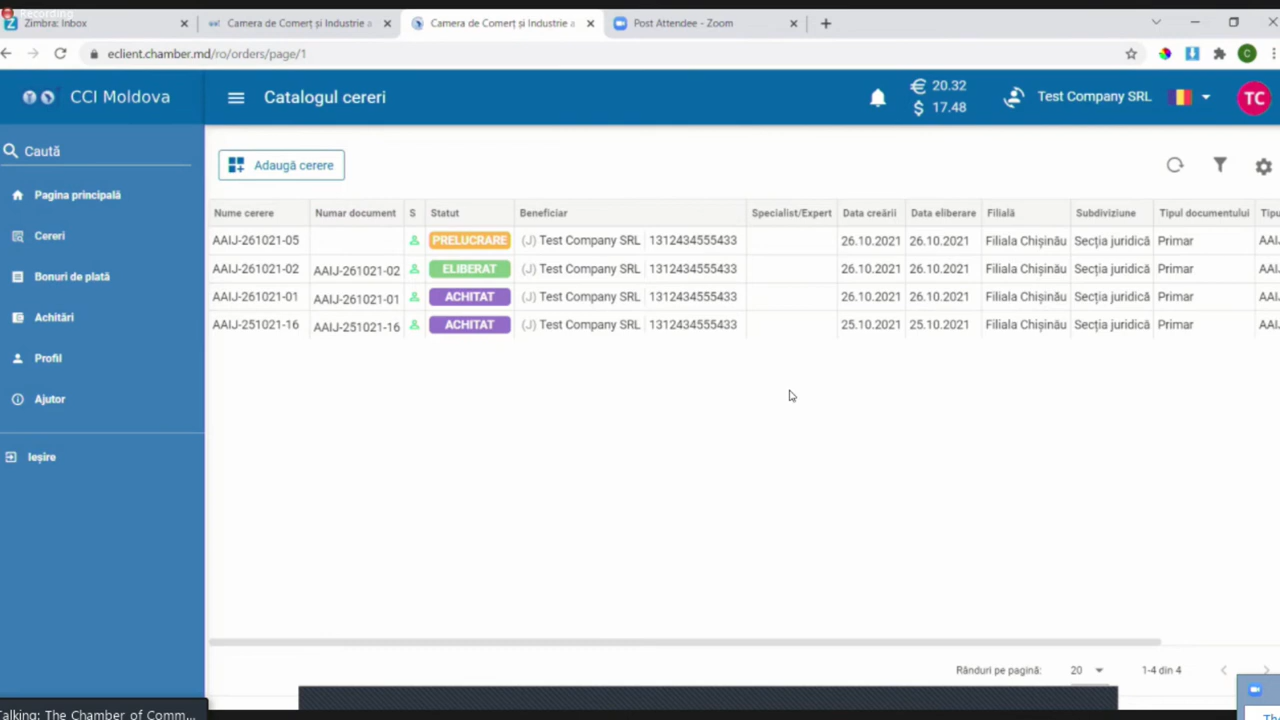 Recording
Zimbra: Inbox
Camera de Comerț și Industrie a
Camera de Comerț și Industrie a
Post Attendee - Zoom
eclient.chamber.md/ro/orders/page/1
C
CCI Moldova
Catalogul cereri
€ 20.32
$ 17.48
Test Company SRL
TC
Caută
Pagina principală
Cereri
Bonuri de plată
Achitări
Profil
Ajutor
Ieșire
Adaugă cerere
Nume cerere Numar document S Statut Beneficiar Specialist/Expert Data creării Data eliberare Filială Subdiviziune Tipul documentului Tipu
AAIJ-261021-05 PRELUCRARE (J) Test Company SRL 1312434555433 26.10.2021 26.10.2021 Filiala Chișinău Secția juridică Primar AAI
AAIJ-261021-02 AAIJ-261021-02 ELIBERAT (J) Test Company SRL 1312434555433 26.10.2021 26.10.2021 Filiala Chișinău Secția juridică Primar AAI
AAIJ-261021-01 AAIJ-261021-01 ACHITAT (J) Test Company SRL 1312434555433 26.10.2021 26.10.2021 Filiala Chișinău Secția juridică Primar AAI
AAIJ-251021-16 AAIJ-251021-16 ACHITAT (J) Test Company SRL 1312434555433 25.10.2021 25.10.2021 Filiala Chișinău Secția juridică Primar AAI
Rânduri pe pagină: 20 1-4 din 4
Talking: The Chamber of Comm...